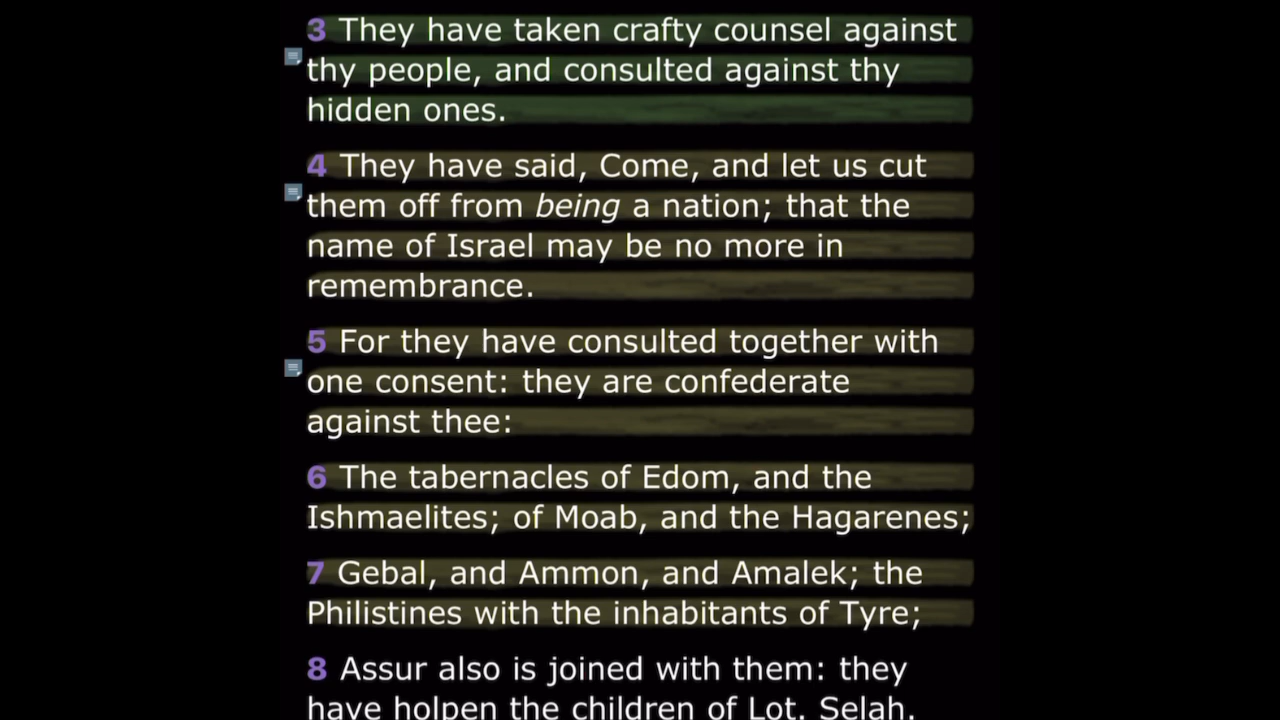 3 They have taken crafty counsel against
thy people, and consulted against thy
hidden ones.
4 They have said, Come, and let us cut
them off from being a nation; that the
name of Israel may be no more in
remembrance.
5 For they have consulted together with
one consent: they are confederate
against thee:
6 The tabernacles of Edom, and the
Ishmaelites; of Moab, and the Hagarenes;
7 Gebal, and Ammon, and Amalek; the
Philistines with the inhabitants of Tyre;
8 Assur also is joined with them: they
have holpen the children of Lot. Selah.